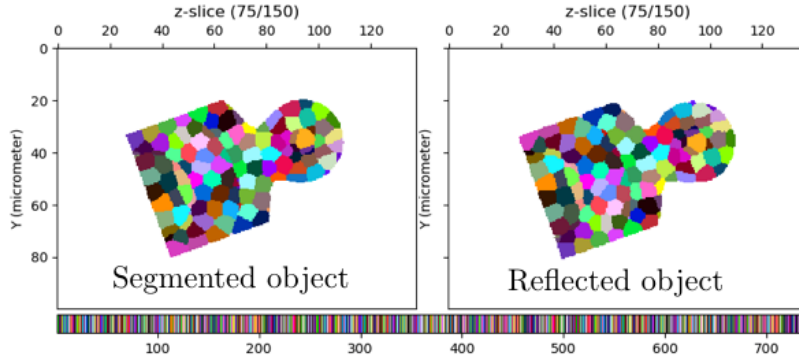 z-slice (75/150) z-slice (75/150)
0 20 40 60 80 100 120 0 20 40 60 80 100 120
0
20
40
60
80
Y (micrometer) Y (micrometer)
Segmented object Reflected object
100 200 300 400 500 600 700